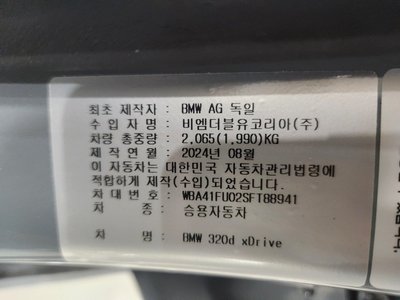 최초 제작자 : BMW AG 독일
수 입 자 명 : 비엠더블유코리아(주)
차량 총중량 : 2,065(1,990)KG
제 작 연 월 : 2024년 08월
이 자동차는 대한민국 자동차관리법령에
적합하게 제작(수입)되었습니다.
차 대 번 호 : WBA41FU02SFT88941
차 종 : 승용자동차
차 명 : BMW 320d xDrive